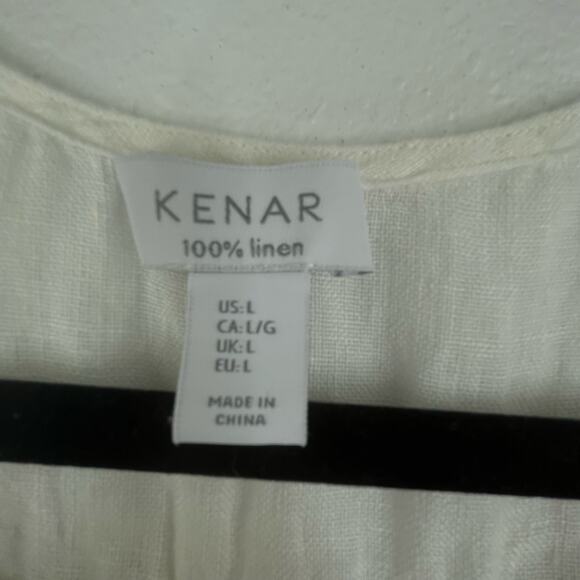 KENAR
100% linen
US: L
CA: L/G
UK: L
EU: L
MADE IN
CHINA